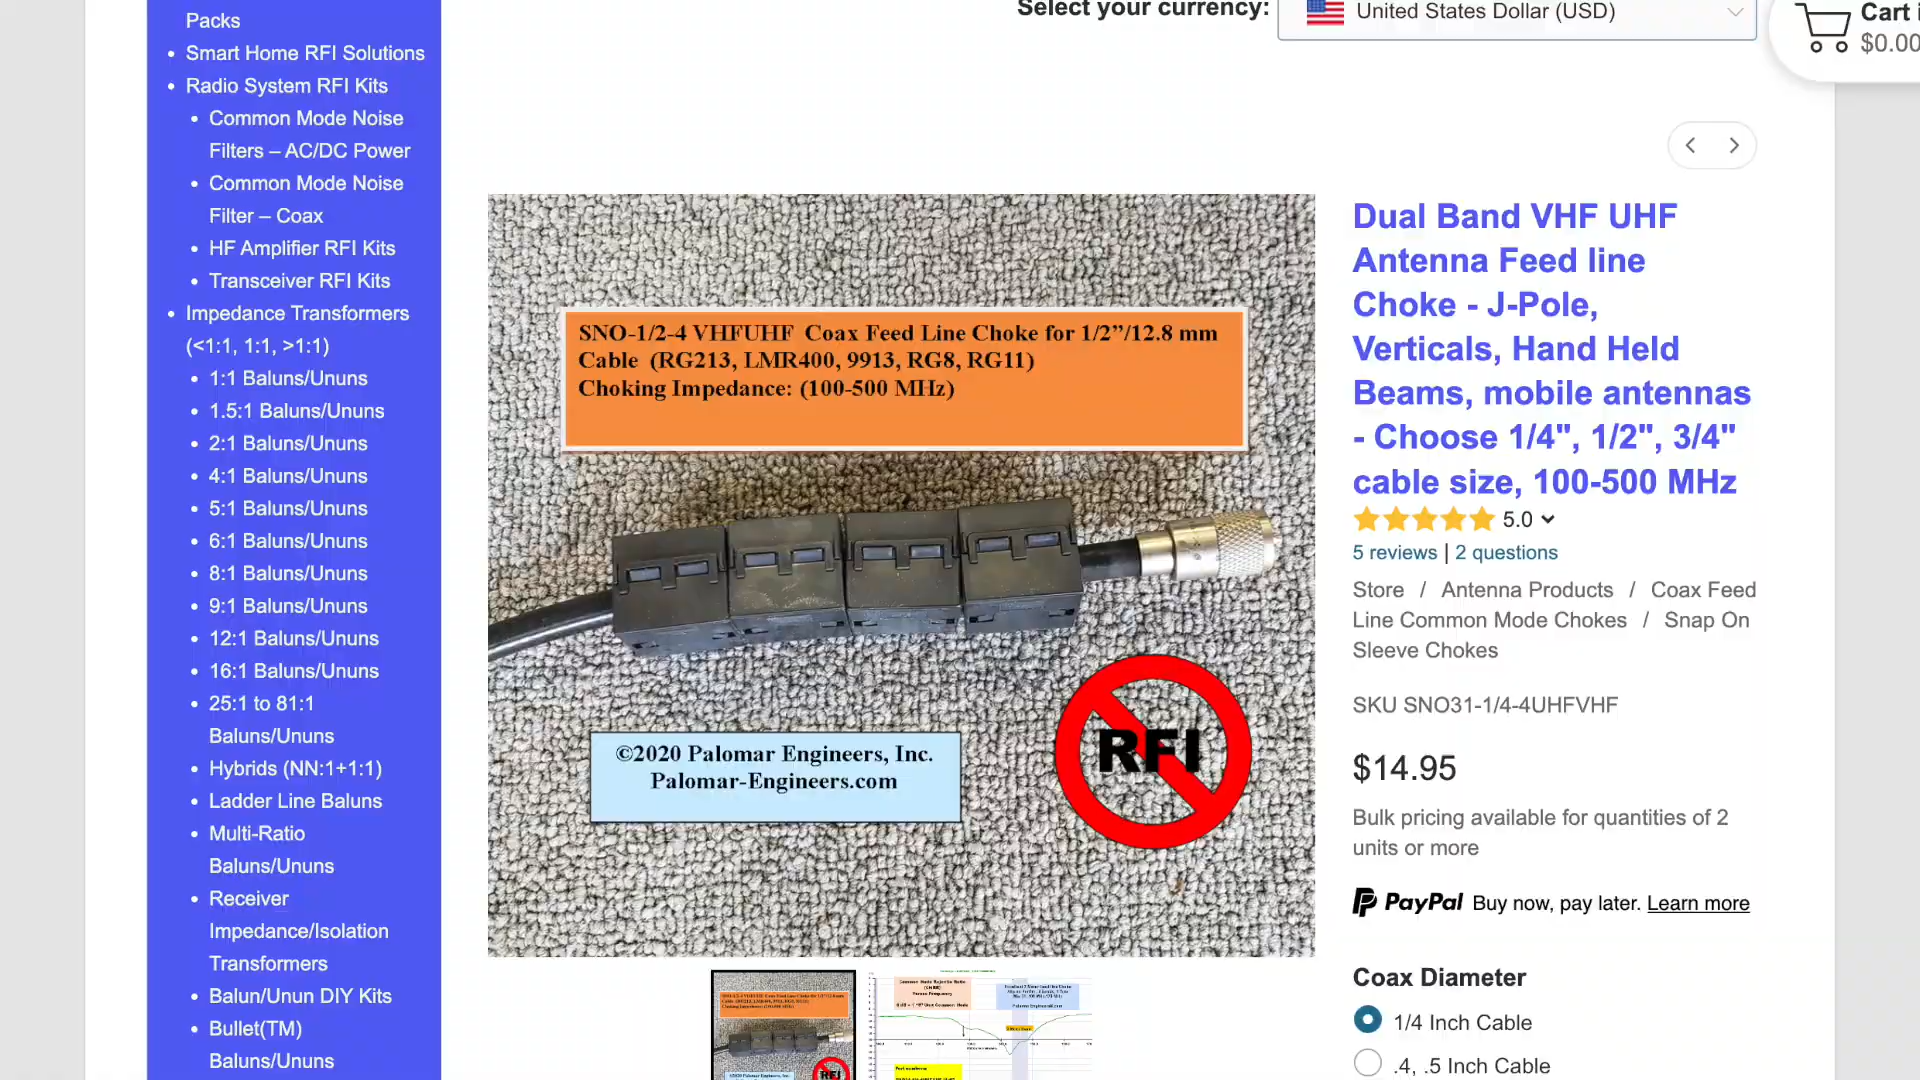 Packs
Smart Home RFI Solutions
Radio System RFI Kits
Common Mode Noise
Filters – AC/DC Power
Common Mode Noise
Filter – Coax
HF Amplifier RFI Kits
Transceiver RFI Kits
Impedance Transformers
(<1:1, 1:1, >1:1)
1:1 Baluns/Ununs
1.5:1 Baluns/Ununs
2:1 Baluns/Ununs
4:1 Baluns/Ununs
5:1 Baluns/Ununs
6:1 Baluns/Ununs
8:1 Baluns/Ununs
9:1 Baluns/Ununs
12:1 Baluns/Ununs
16:1 Baluns/Ununs
25:1 to 81:1
Baluns/Ununs
Hybrids (NN:1+1:1)
Ladder Line Baluns
Multi-Ratio
Baluns/Ununs
Receiver
Impedance/Isolation
Transformers
Balun/Unun DIY Kits
Bullet(TM)
Baluns/Ununs
Select your currency:
United States Dollar (USD)
Cart i
$0.00
SNO-1/2-4 VHFUHF Coax Feed Line Choke for 1/2”/12.8 mm
Cable (RG213, LMR400, 9913, RG8, RG11)
Choking Impedance: (100-500 MHz)
©2020 Palomar Engineers, Inc.
Palomar-Engineers.com
RFI
Dual Band VHF UHF
Antenna Feed line
Choke - J-Pole,
Verticals, Hand Held
Beams, mobile antennas
- Choose 1/4", 1/2", 3/4"
cable size, 100-500 MHz
5.0
5 reviews | 2 questions
Store / Antenna Products / Coax Feed
Line Common Mode Chokes / Snap On
Sleeve Chokes
SKU SNO31-1/4-4UHFVHF
$14.95
Bulk pricing available for quantities of 2
units or more
PayPal Buy now, pay later. Learn more
Coax Diameter
1/4 Inch Cable
.4, .5 Inch Cable